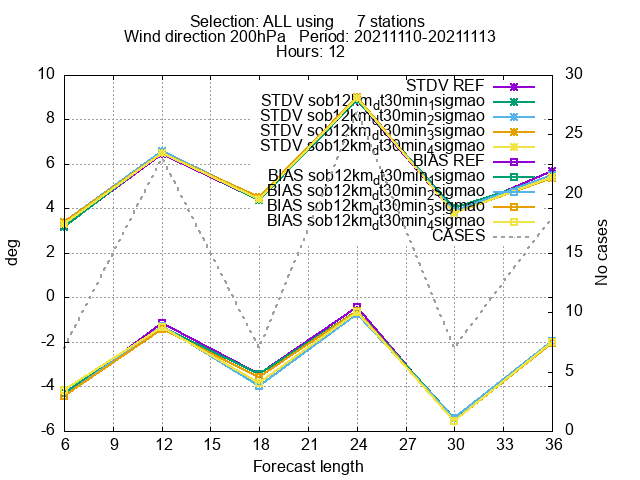 Selection: ALL using 7 stations
Wind direction 200hPa Period: 20211110-20211113
Hours: 12
STDV REF
STDV sob12km_dt30min_1sigmao
STDV sob12km_dt30min_2sigmao
STDV sob12km_dt30min_3sigmao
STDV sob12km_dt30min_4sigmao
BIAS REF
BIAS sob12km_dt30min_1sigmao
BIAS sob12km_dt30min_2sigmao
BIAS sob12km_dt30min_3sigmao
BIAS sob12km_dt30min_4sigmao
CASES
10
8
6
4
2
0
-2
-4
-6
deg
30
25
20
15
10
5
0
No cases
6 9 12 15 18 21 24 27 30 33 36
Forecast length